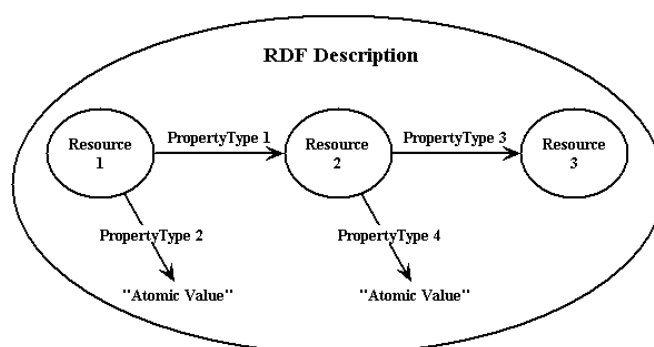 RDF Description
Resource
1
PropertyType 1
Resource
2
PropertyType 3
Resource
3
PropertyType 2
PropertyType 4
"Atomic Value"
"Atomic Value"